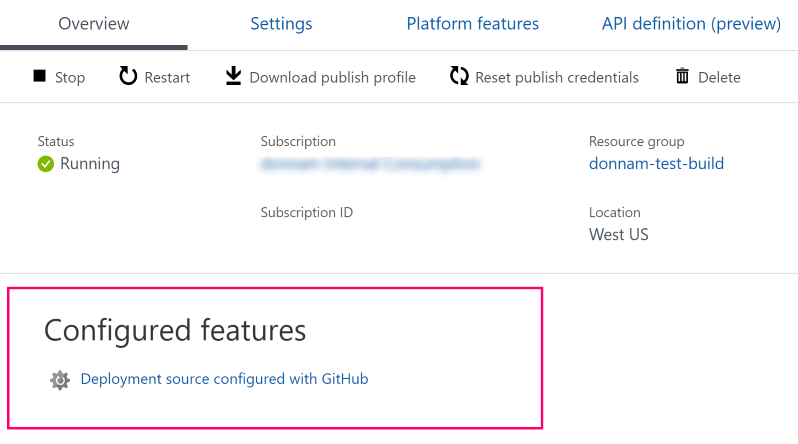 Overview Settings Platform features API definition (preview)
Stop Restart Download publish profile Reset publish credentials Delete
Status Subscription Resource group
Running donnam-test-build
Subscription ID Location
West US
Configured features
Deployment source configured with GitHub